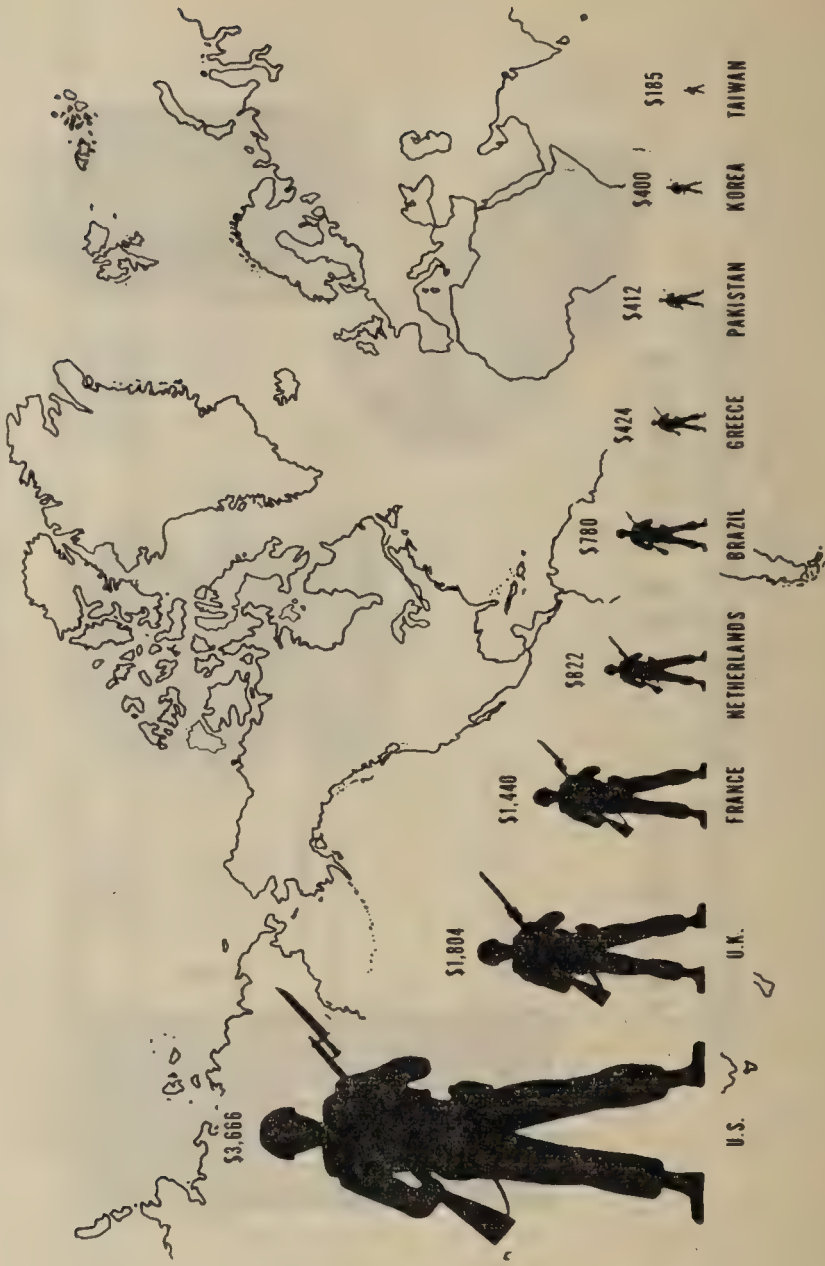 $3,666
U.S.
$1,804
U.K.
$1,440
FRANCE
$822
NETHERLANDS
$780
BRAZIL
$424
GREECE
$412
PAKISTAN
$400
KOREA
$185
TAIWAN